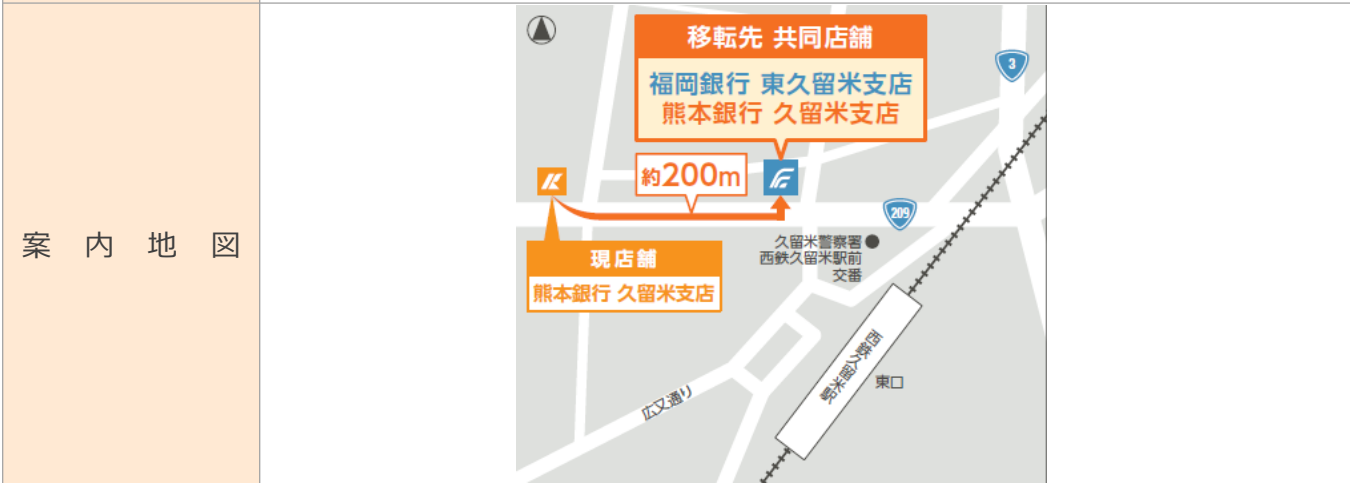 案内地図
移転先 共同店舗
福岡銀行 東久留米支店
熊本銀行 久留米支店
3
約200m
209
現店舗
熊本銀行 久留米支店
久留米警察署
西鉄久留米駅前
交番
西鉄久留米駅
東口
広又通り